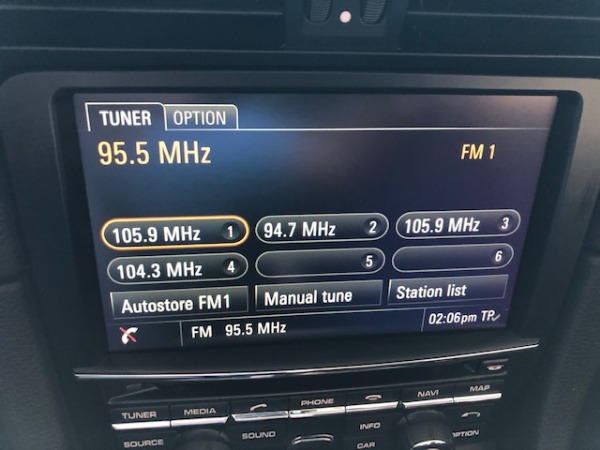 TUNER OPTION
95.5 MHz FM 1
105.9 MHz 1 94.7 MHz 2 105.9 MHz 3
104.3 MHz 4 5 6
Autostore FM1 Manual tune Station list
FM 95.5 MHz 02:06pm TP
TUNER MEDIA PHONE NAVI MAP
SOURCE SOUND INFO OPTION
CAR